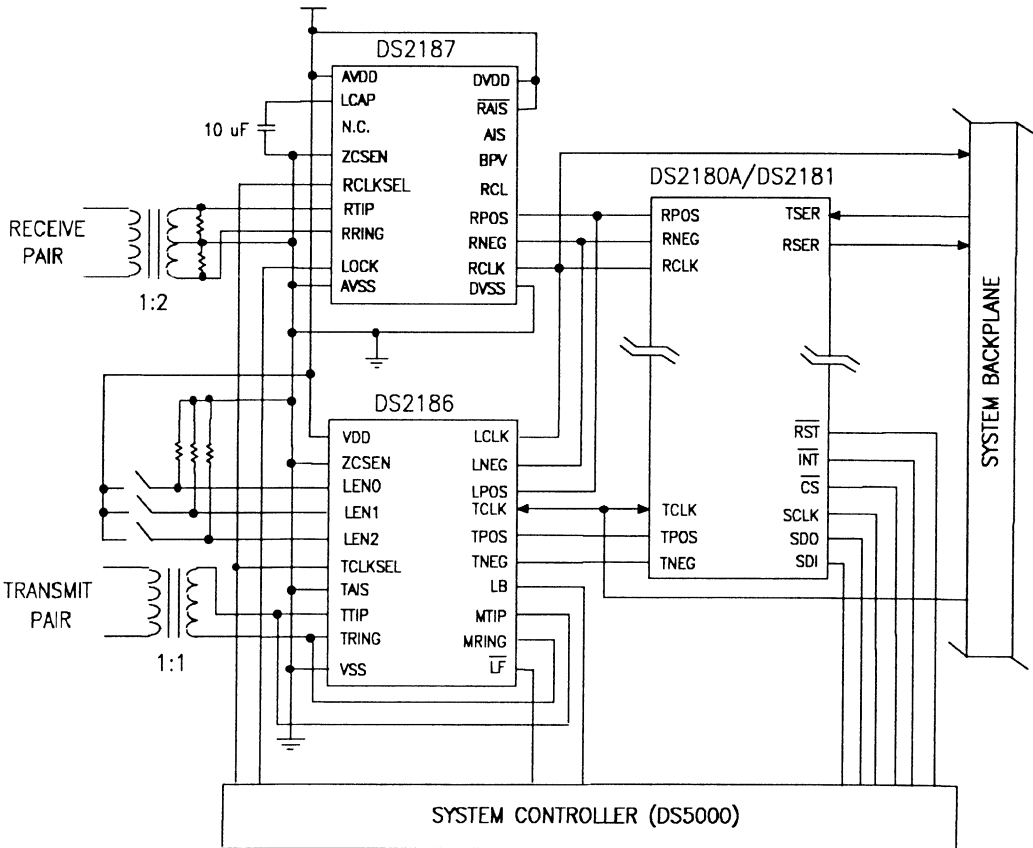 DS2187
AVDD
LCAP
N.C.
ZCSEN
RCLKSEL
RTIP
RRING
LOCK
AVSS
DVDD
RAIS
AIS
BPV
RCL
RPOS
RNEG
RCLK
DVSS
10 uF
RECEIVE
PAIR
1:2
DS2180A/DS2181
RPOS
RNEG
RCLK
TCLK
TPOS
TNEG
TSER
RSER
RST
INT
CS
SCLK
SDO
SDI
SYSTEM BACKPLANE
DS2186
VDD
ZCSEN
LEN0
LEN1
LEN2
TCLKSEL
TAIS
TTIP
TRING
VSS
LCLK
LNEG
LPOS
TCLK
TPOS
TNEG
LB
MTIP
MRING
LF
TRANSMIT
PAIR
1:1
SYSTEM CONTROLLER (DS5000)